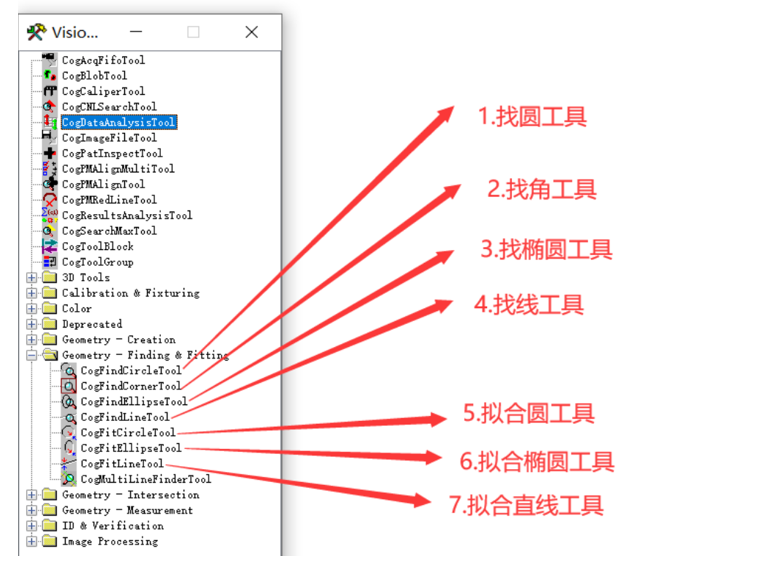 Visio...
CogAcqFifoTool
CogBlobTool
CogCaliperTool
CogCNLSearchTool
CogDataAnalysisTool
CogImageFileTool
CogPatInspectTool
CogPMAlignMultiTool
CogPMAlignTool
CogPMRedLineTool
CogResultsAnalysisTool
CogSearchMaxTool
CogToolBlock
CogToolGroup
3D Tools
Calibration & Fixturing
Color
Deprecated
Geometry - Creation
Geometry - Finding & Fitting
CogFindCircleTool
CogFindCornerTool
CogFindEllipseTool
CogFindLineTool
CogFitCircleTool
CogFitEllipseTool
CogFitLineTool
CogMultiLineFinderTool
Geometry - Intersection
Geometry - Measurement
ID & Verification
Image Processing
1.找圆工具
2.找角工具
3.找椭圆工具
4.找线工具
5.拟合圆工具
6.拟合椭圆工具
7.拟合直线工具